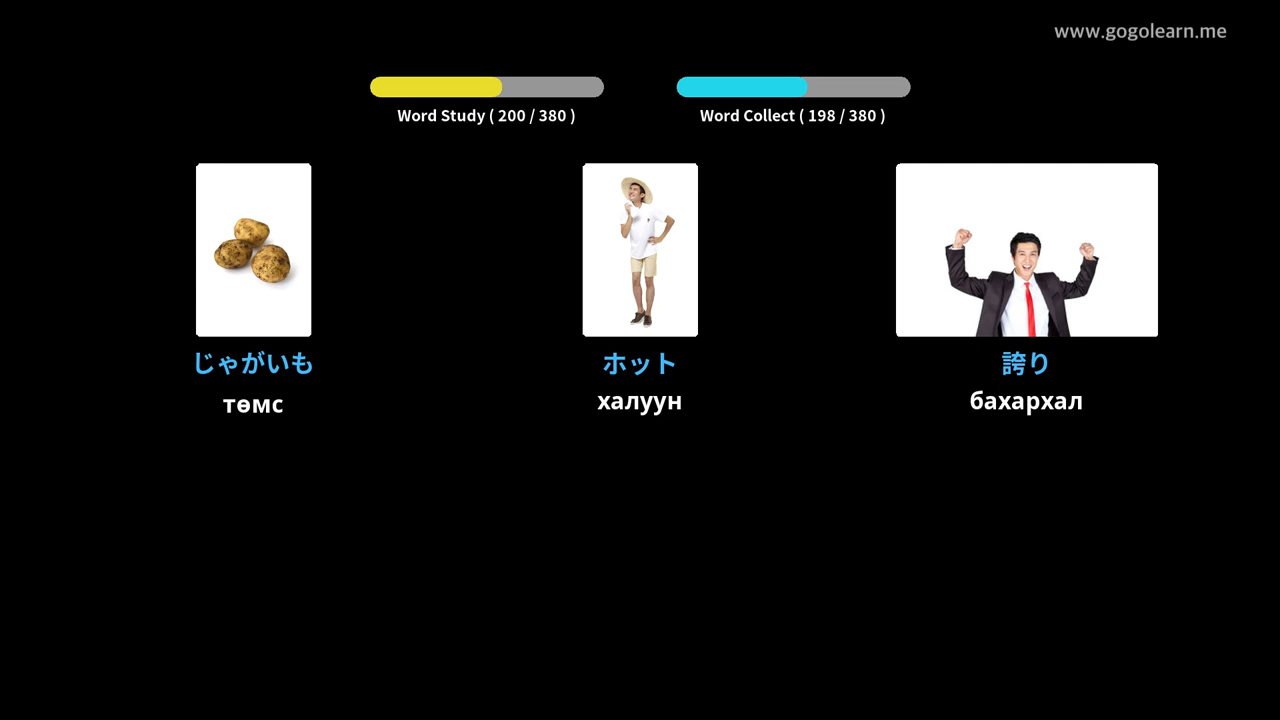 www.gogolearn.me
Word Study ( 200 / 380 )
Word Collect ( 198 / 380 )
じゃがいも
ホット
誇り
төмс
халуун
бахархал